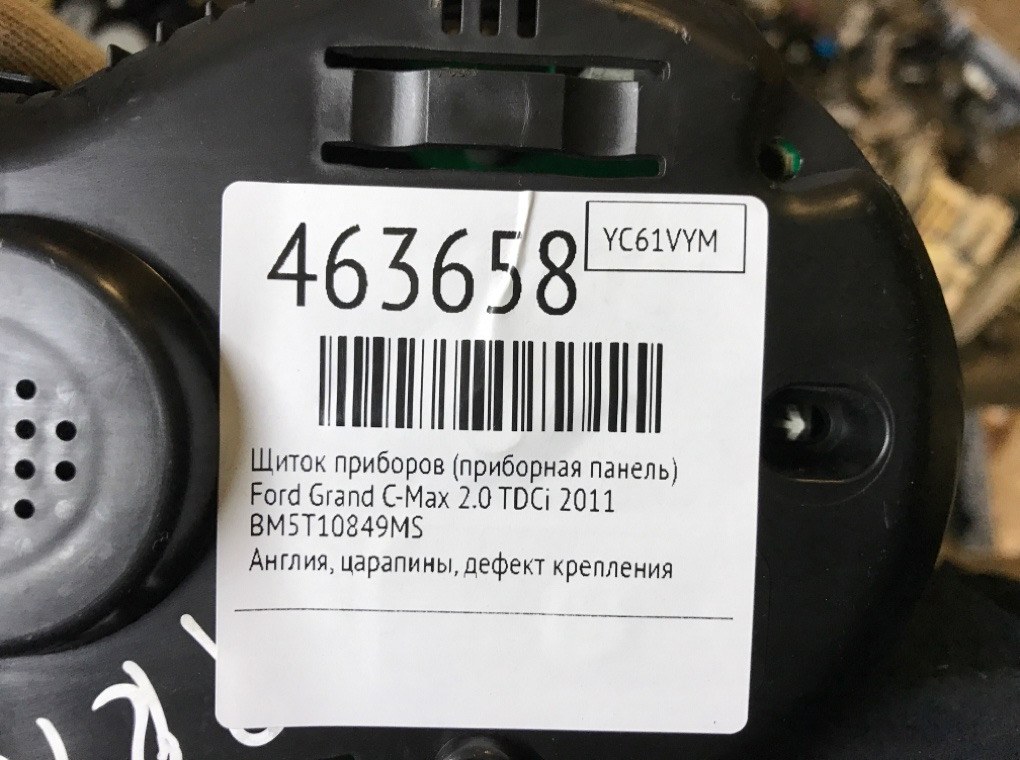 463658
YC61VYM
Щиток приборов (приборная панель)
Ford Grand C-Max 2.0 TDCi 2011
BM5T10849MS
Англия, царапины, дефект крепления